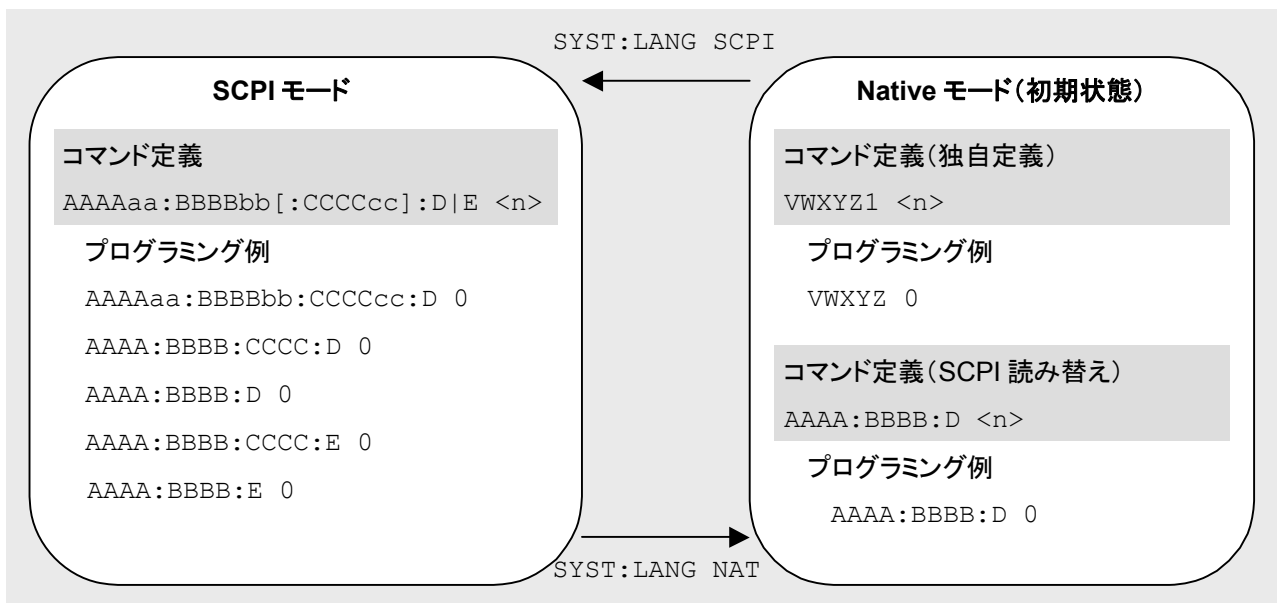 SYST:LANG SCPI
SCPI モード
コマンド定義
AAAAaa:BBBBbb[:CCCCcc]:D|E <n>
プログラミング例
AAAAaa:BBBBbb:CCCCcc:D 0
AAAA:BBBB:CCCC:D 0
AAAA:BBBB:D 0
AAAA:BBBB:CCCC:E 0
AAAA:BBBB:E 0
Native モード(初期状態)
コマンド定義(独自定義)
VWXYZ1 <n>
プログラミング例
VWXYZ 0
コマンド定義(SCPI 読み替え)
AAAA:BBBB:D <n>
プログラミング例
AAAA:BBBB:D 0
SYST:LANG NAT